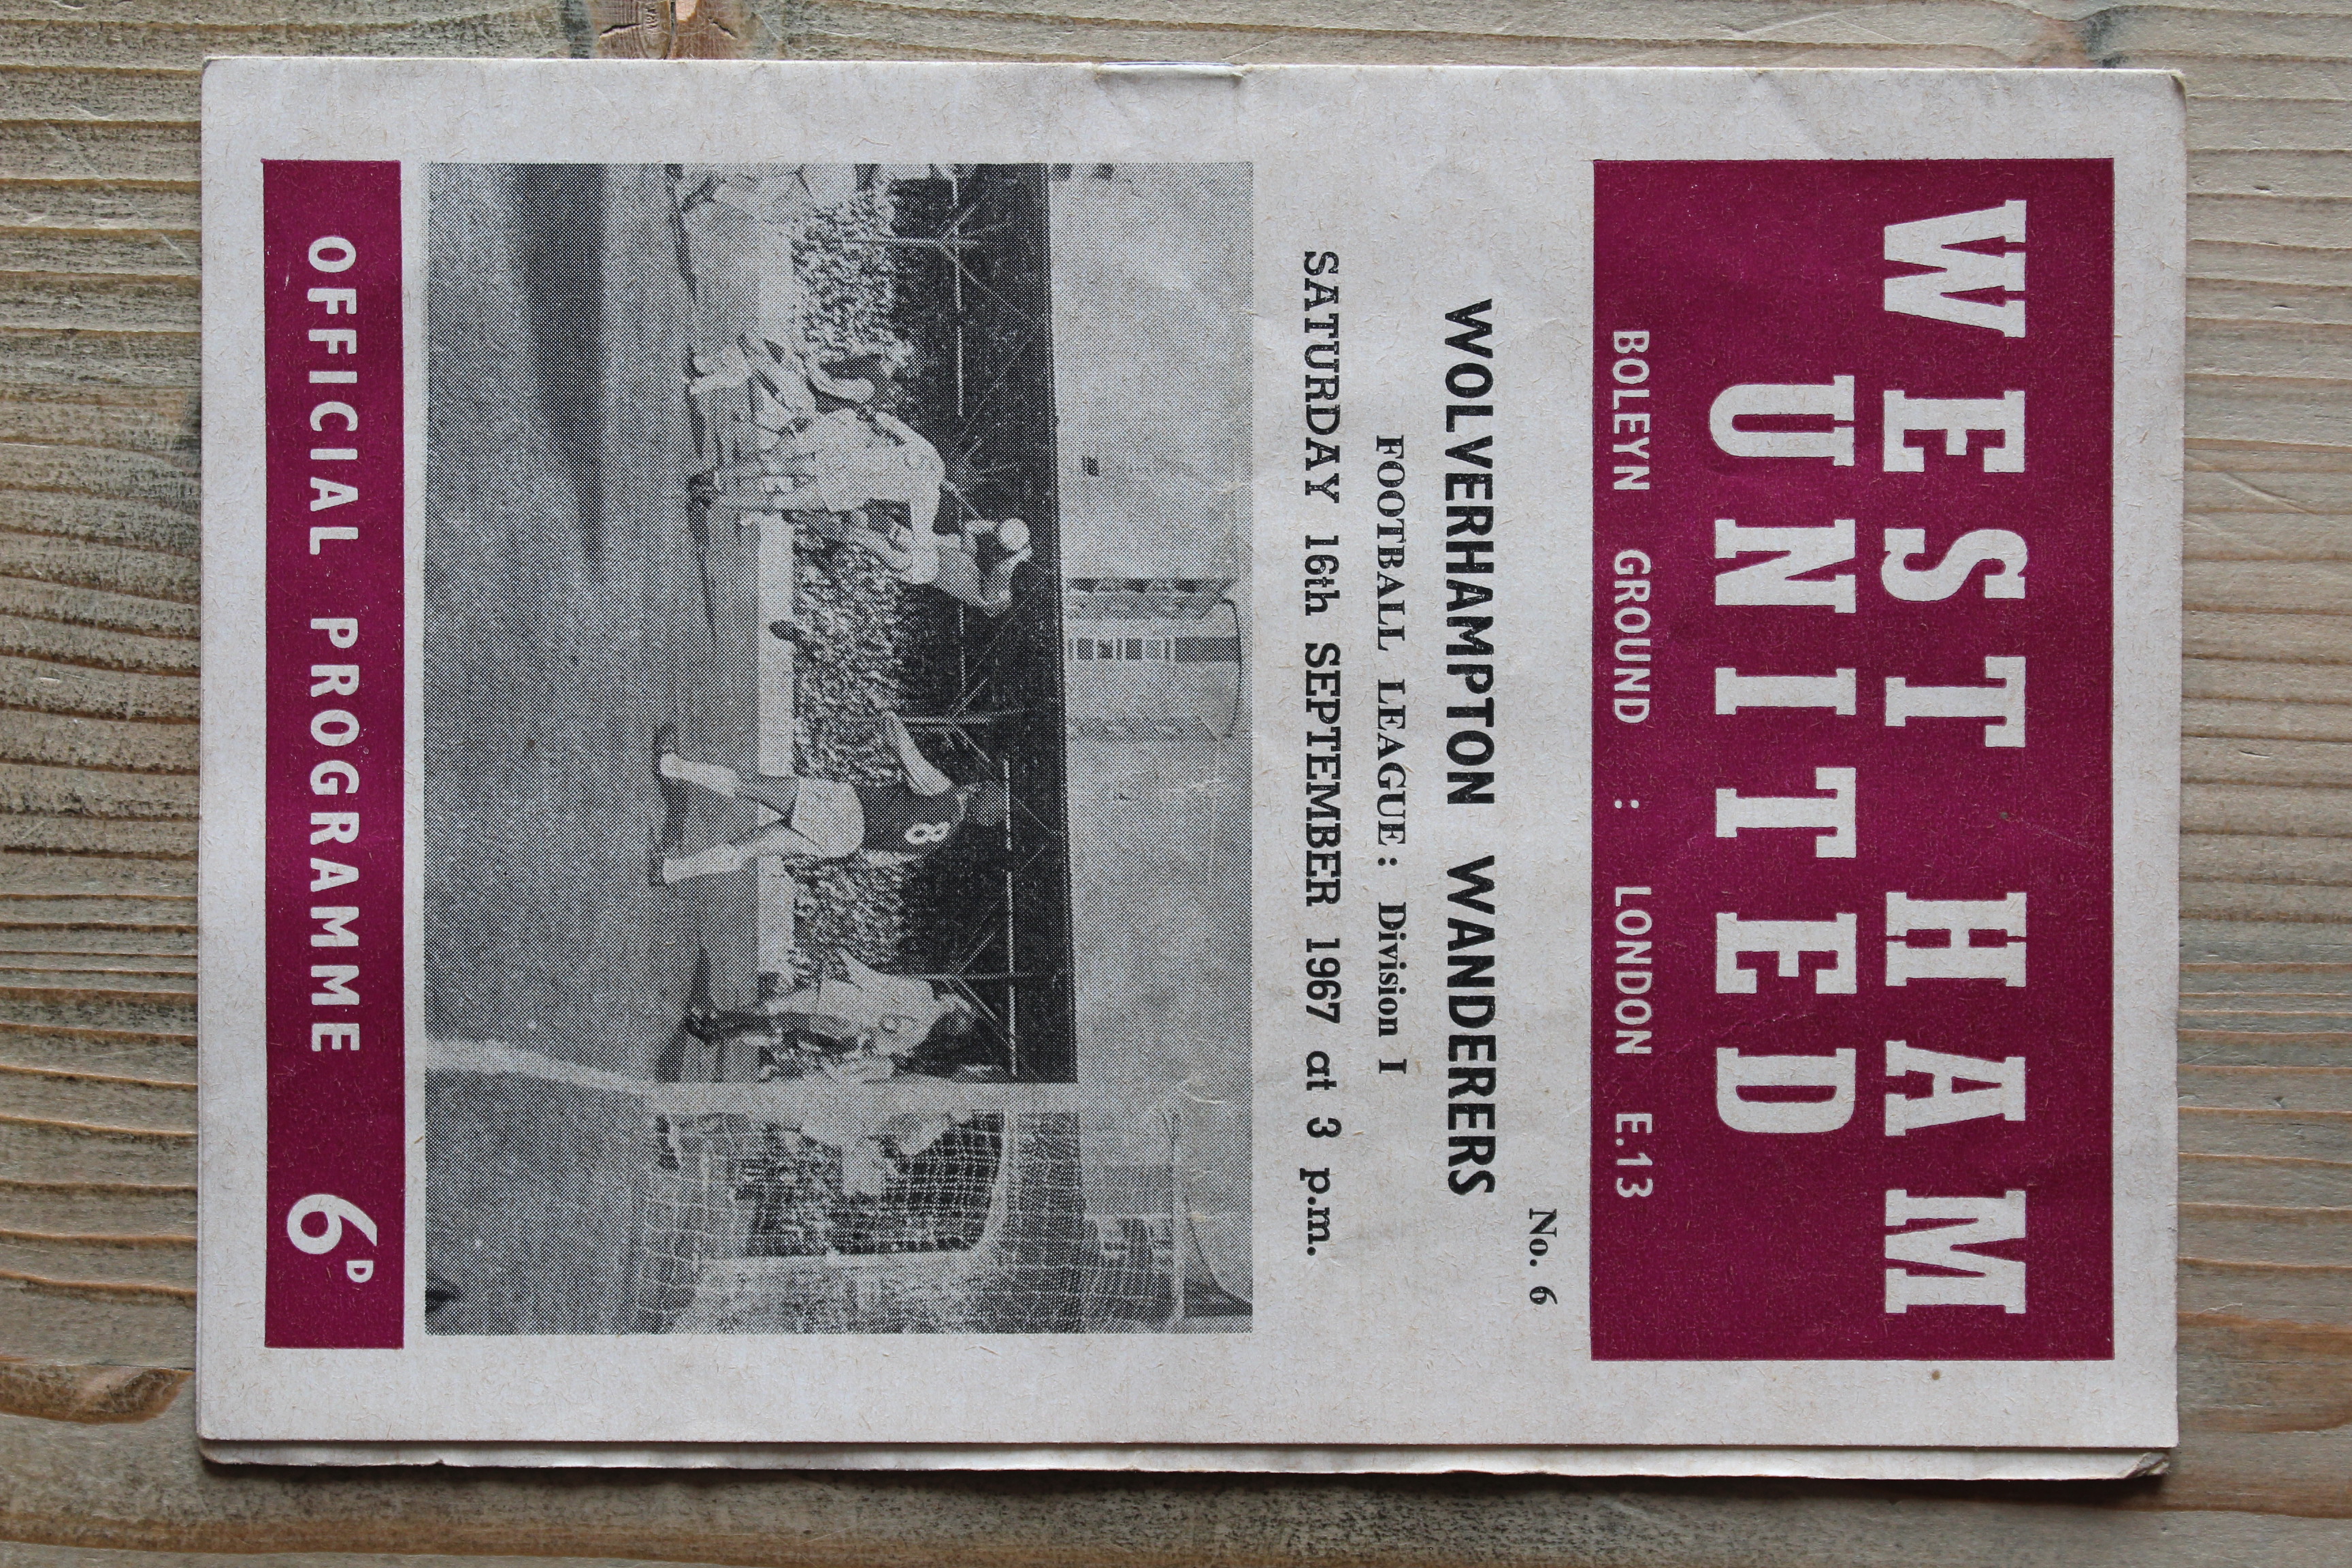 WEST HAM
UNITED
BOLEYN GROUND : LONDON E.13
No. 6
WOLVERHAMPTON WANDERERS
FOOTBALL LEAGUE: Division I
SATURDAY 16th SEPTEMBER 1967 at 3 p.m.
8
OFFICIAL PROGRAMME 6D